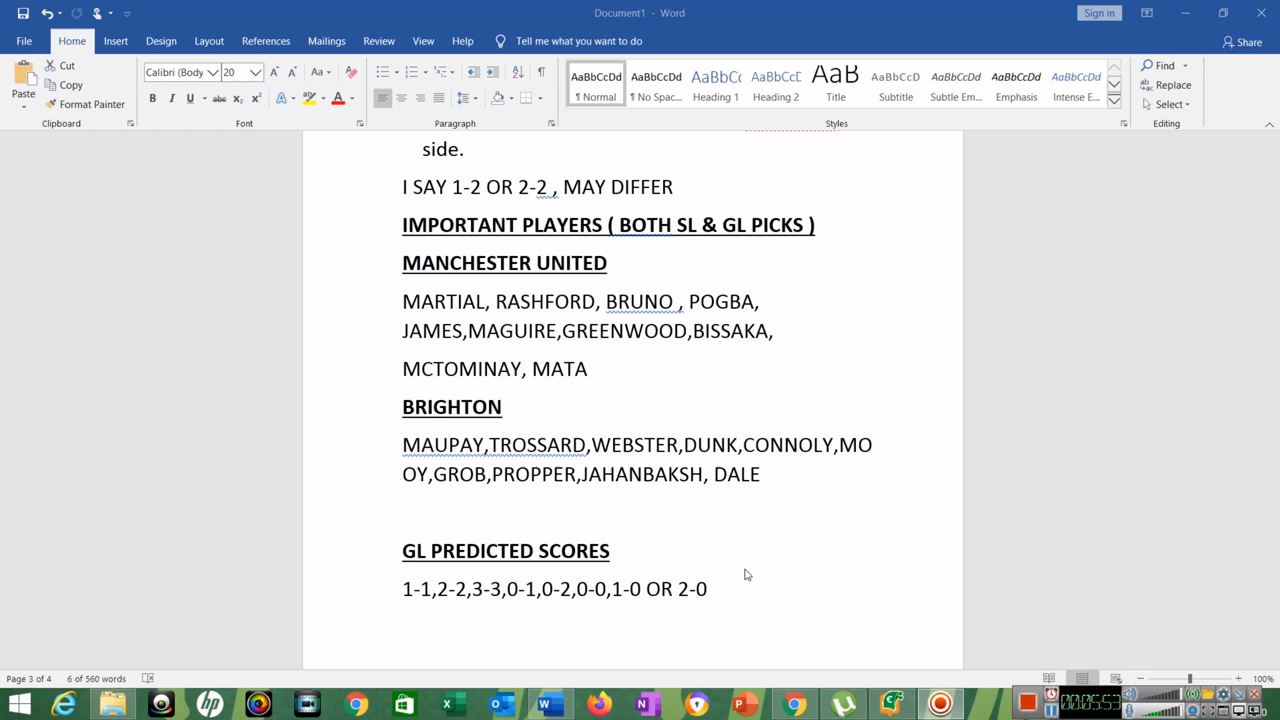 Document1 - Word
Sign in
File Home Insert Design Layout References Mailings Review View Help Tell me what you want to do Share
Paste Cut Copy Format Painter
Clipboard
Calibri (Body 20
Font
Paragraph
AaBbCcDd ¶ Normal
AaBbCcDd ¶ No Spac...
AaBbCc Heading 1
AaBbCcC Heading 2
AaB Title
AaBbCcD Subtitle
AaBbCcDd Subtle Em...
AaBbCcDd Emphasis
AaBbCcDd Intense E...
Styles
Find
Replace
Select
Editing
side.
I SAY 1-2 OR 2-2 , MAY DIFFER
IMPORTANT PLAYERS ( BOTH SL & GL PICKS )
MANCHESTER UNITED
MARTIAL, RASHFORD, BRUNO , POGBA,
JAMES,MAGUIRE,GREENWOOD,BISSAKA,
MCTOMINAY, MATA
BRIGHTON
MAUPAY,TROSSARD,WEBSTER,DUNK,CONNOLY,MO
OY,GROB,PROPPER,JAHANBAKSH, DALE
GL PREDICTED SCORES
1-1,2-2,3-3,0-1,0-2,0-0,1-0 OR 2-0
Page 3 of 4 6 of 560 words 100%